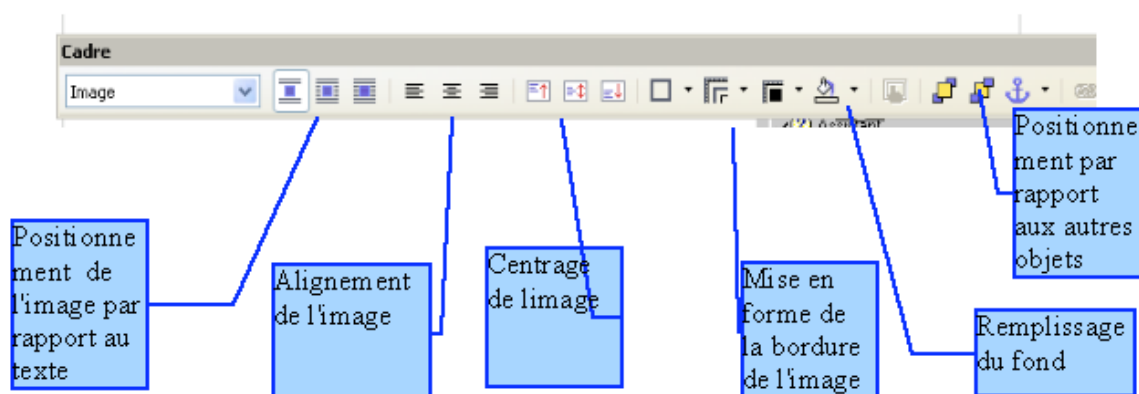 Cadre
Image
Assistant
Positionne
ment par
rapport
aux autres
objets
Positionne
ment de
l'image par
rapport au
texte
Alignement
de l'image
Centrage
de limage
Mise en
forme de
la bordure
de l'image
Remplissage
du fond